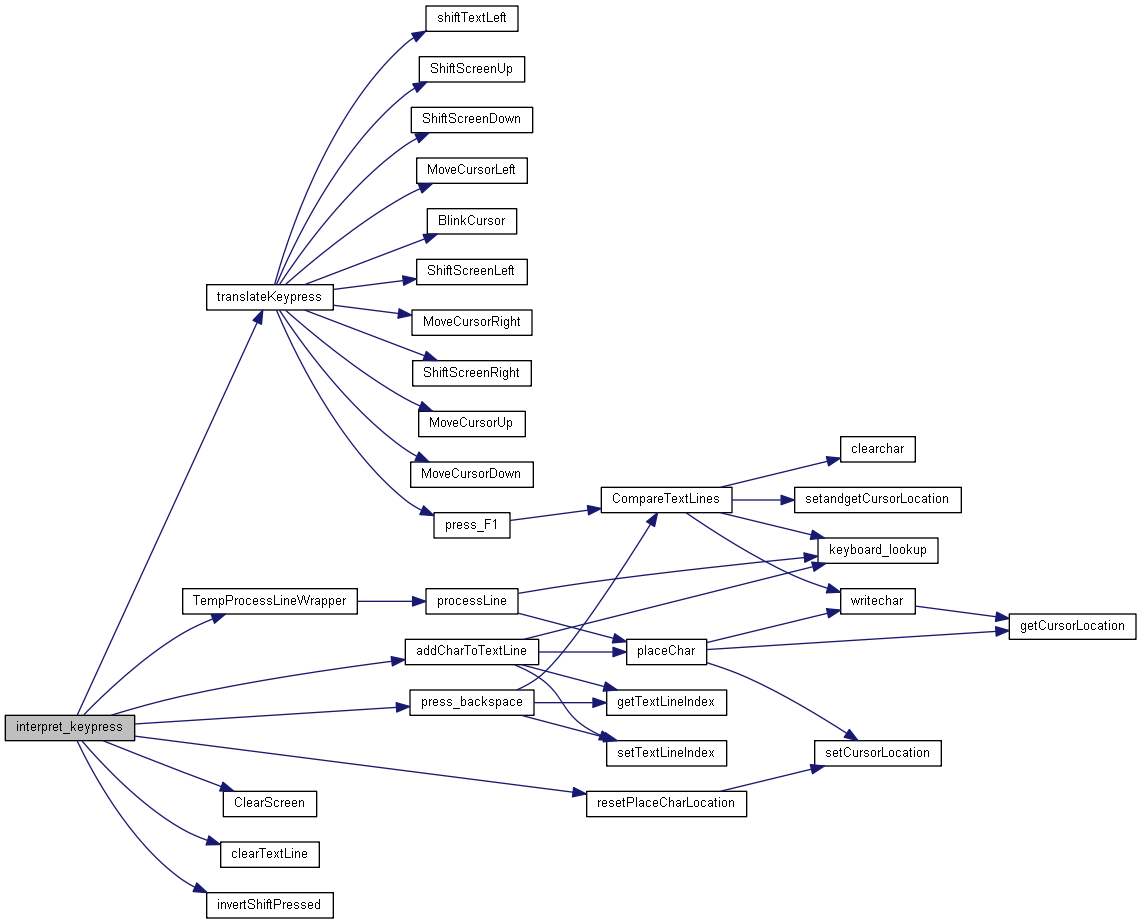 shiftTextLeft
ShiftScreenUp
ShiftScreenDown
MoveCursorLeft
BlinkCursor
ShiftScreenLeft
translateKeypress
MoveCursorRight
ShiftScreenRight
MoveCursorUp
clearchar
MoveCursorDown
CompareTextLines
setandgetCursorLocation
press_F1
keyboard_lookup
TempProcessLineWrapper
processLine
writechar
getCursorLocation
addCharToTextLine
placeChar
press_backspace
getTextLineIndex
interpret_keypress
setTextLineIndex
setCursorLocation
ClearScreen
resetPlaceCharLocation
clearTextLine
invertShiftPressed